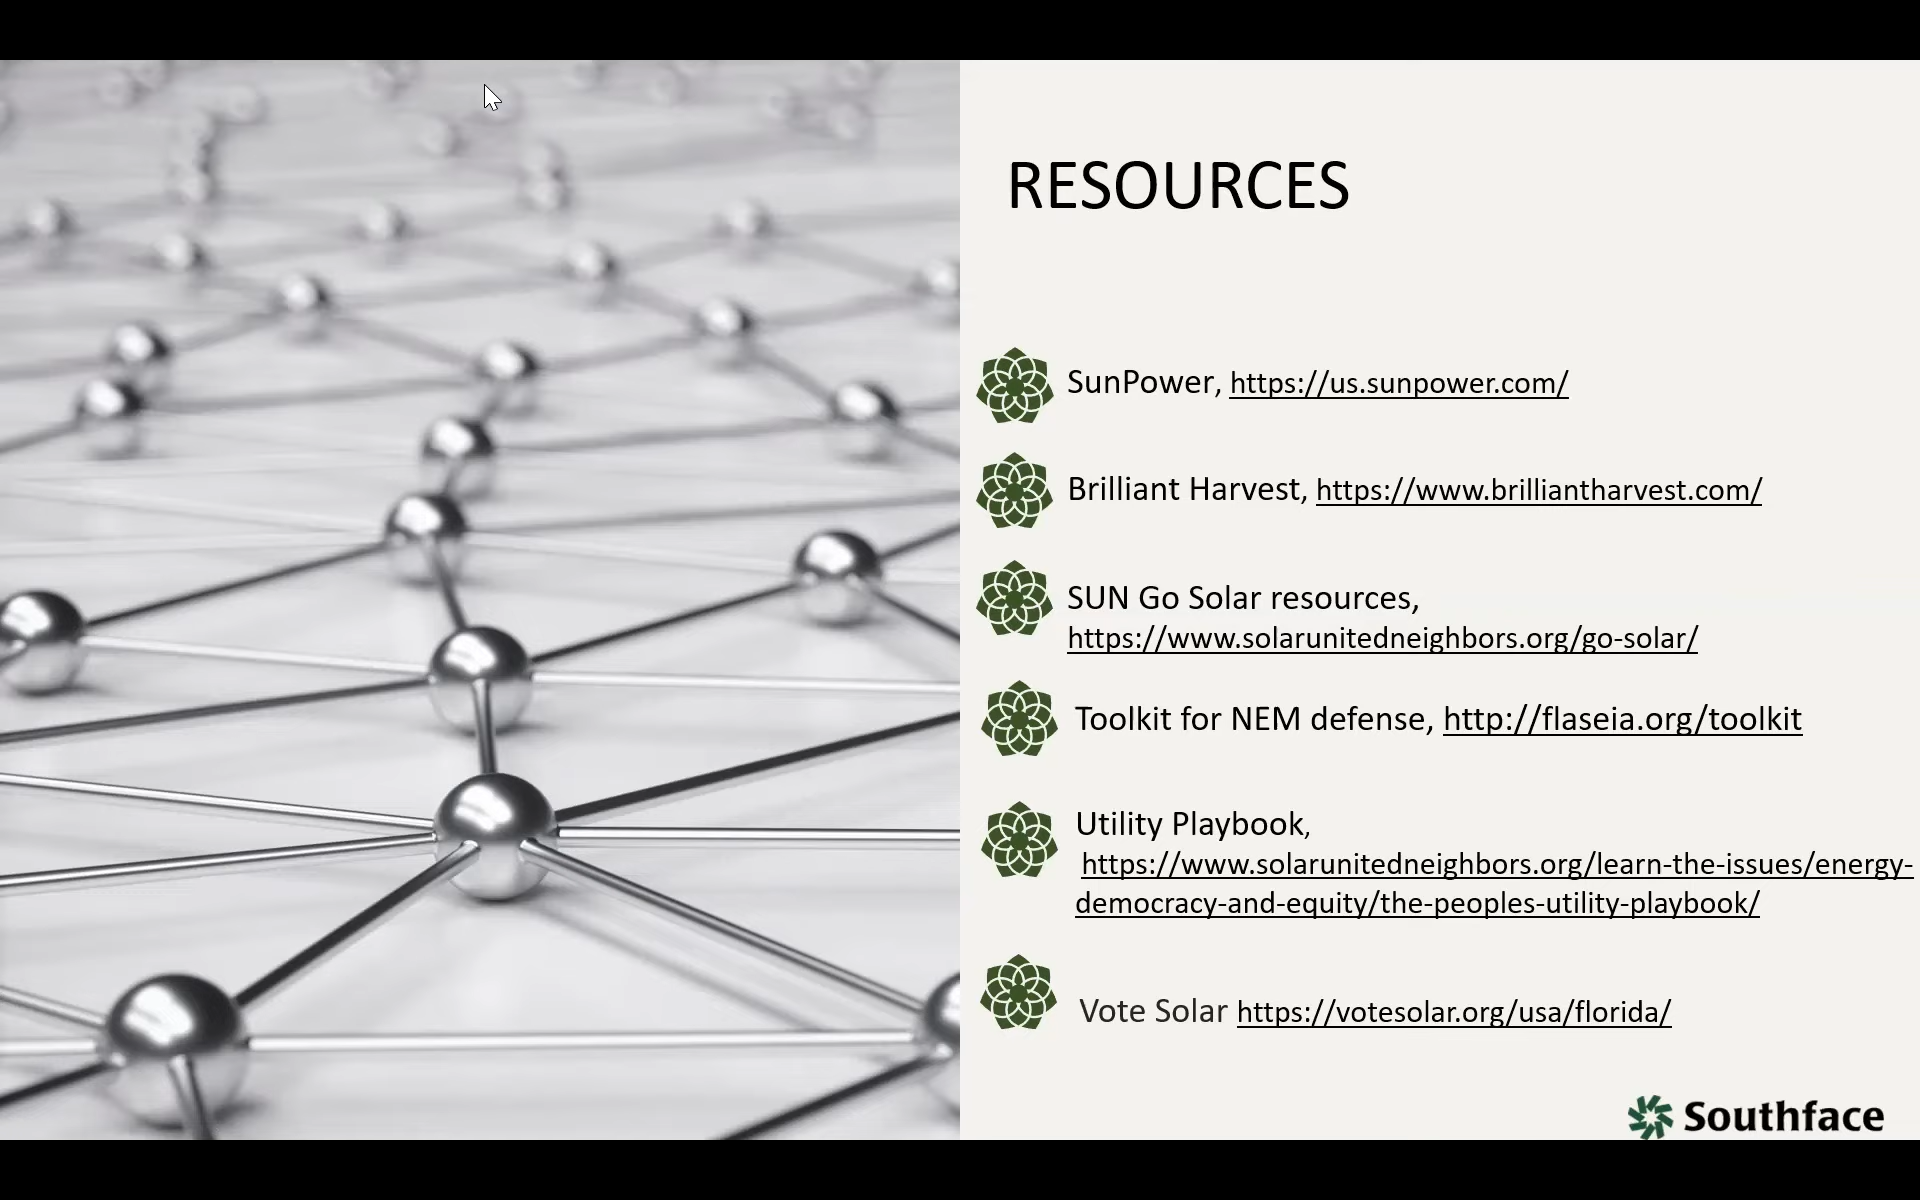 RESOURCES
SunPower, https://us.sunpower.com/
Brilliant Harvest, https://www.brilliantharvest.com/
SUN Go Solar resources,
https://www.solarunitedneighbors.org/go-solar/
Toolkit for NEM defense, http://flaseia.org/toolkit
Utility Playbook,
https://www.solarunitedneighbors.org/learn-the-issues/energy-
democracy-and-equity/the-peoples-utility-playbook/
Vote Solar https://votesolar.org/usa/florida/
Southface